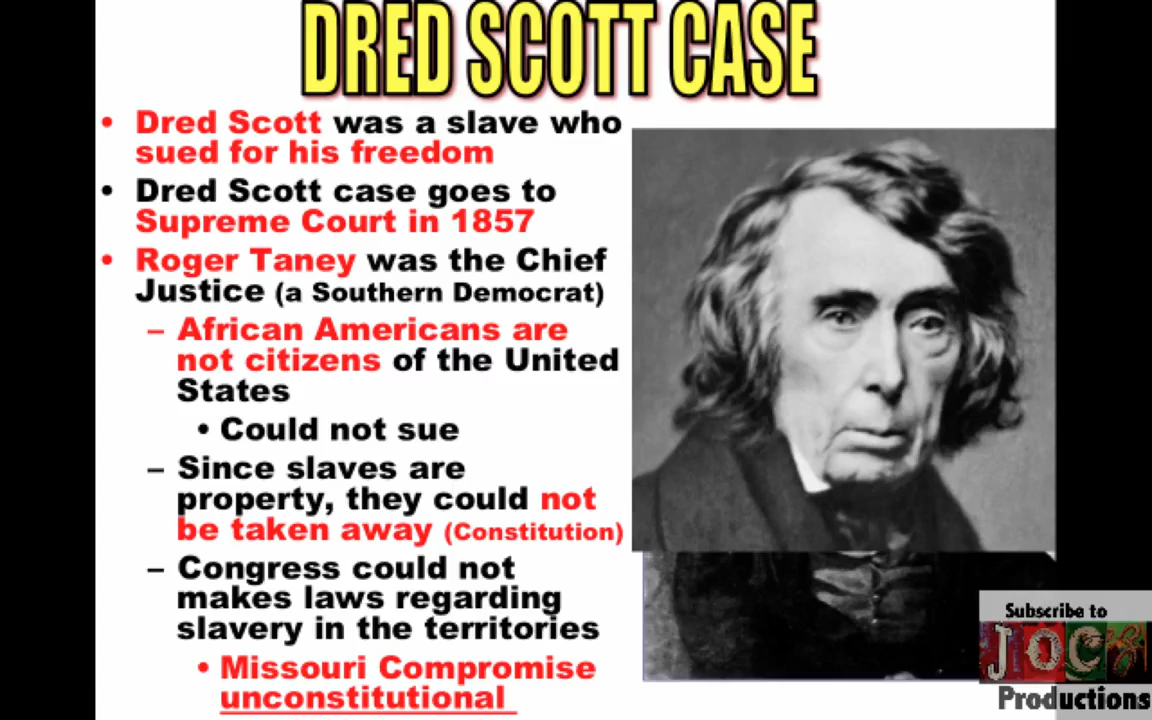 DRED SCOTT CASE
• Dred Scott was a slave who
sued for his freedom
• Dred Scott case goes to
Supreme Court in 1857
• Roger Taney was the Chief
Justice (a Southern Democrat)
– African Americans are
not citizens of the United
States
• Could not sue
– Since slaves are
property, they could not
be taken away (Constitution)
– Congress could not
makes laws regarding
slavery in the territories
• Missouri Compromise
unconstitutional
Subscribe to
JOCZ
Productions